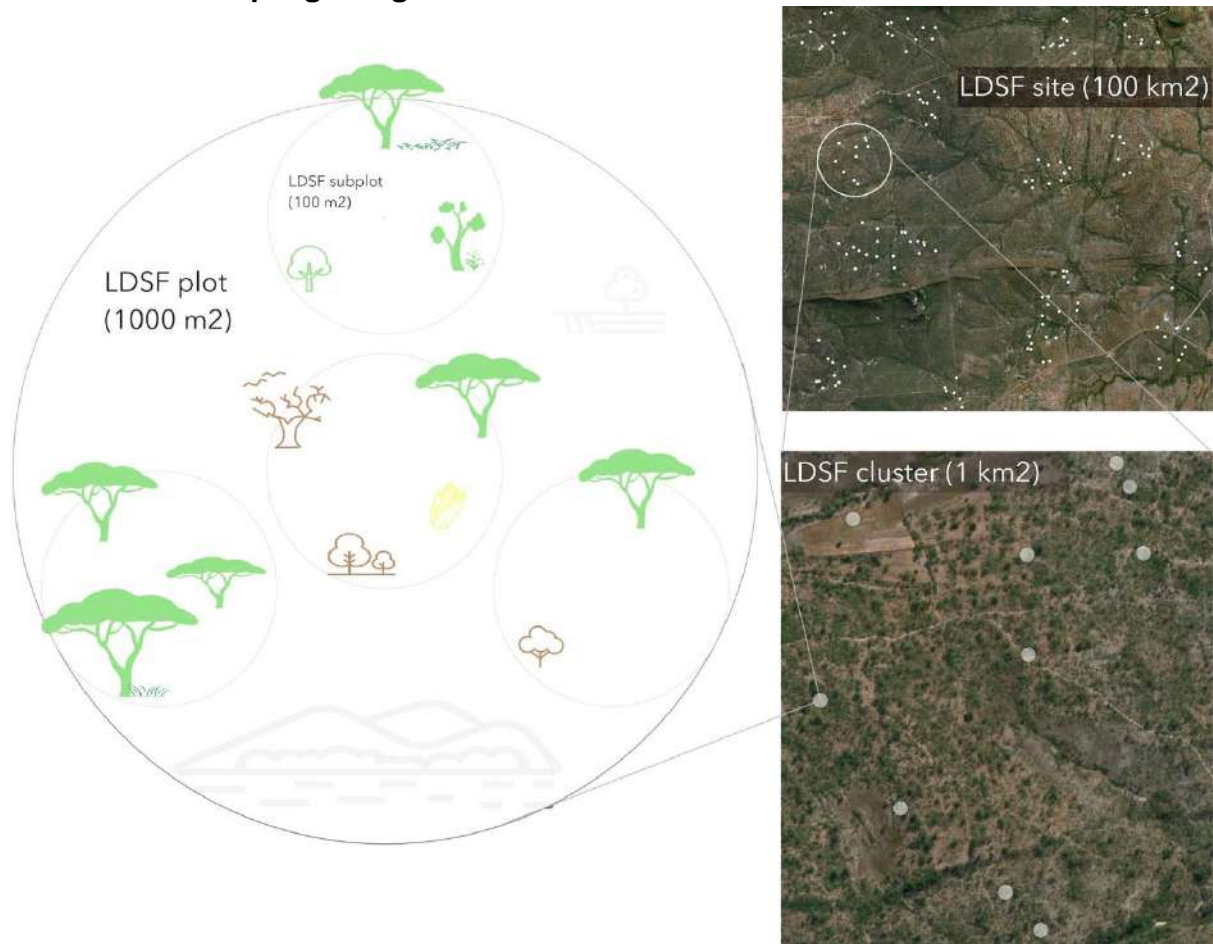 LDSF subplot
(100 m2)
LDSF plot
(1000 m2)
LDSF site (100 km2)
LDSF cluster (1 km2)